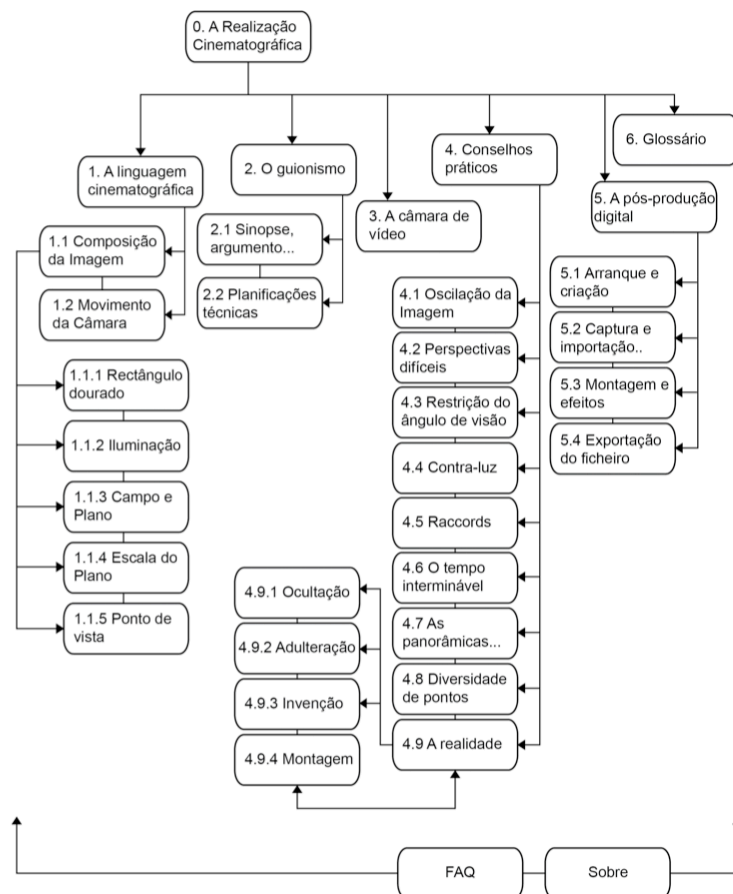 0. A Realização
Cinematográfica
1. A linguagem
cinematográfica
2. O guionismo
3. A câmara de
vídeo
4. Conselhos
práticos
6. Glossário
5. A pós-produção
digital
1.1 Composição
da Imagem
1.2 Movimento
da Câmara
1.1.1 Rectângulo
dourado
1.1.2 Iluminação
1.1.3 Campo e
Plano
1.1.4 Escala do
Plano
1.1.5 Ponto de
vista
2.1 Sinopse,
argumento...
2.2 Planificações
técnicas
4.1 Oscilação da
Imagem
4.2 Perspectivas
difíceis
4.3 Restrição do
ângulo de visão
4.4 Contra-luz
4.5 Raccords
4.6 O tempo
interminável
4.7 As
panorâmicas...
4.8 Diversidade
de pontos
4.9 A realidade
4.9.1 Ocultação
4.9.2 Adulteração
4.9.3 Invenção
4.9.4 Montagem
5.1 Arranque e
criação
5.2 Captura e
importação..
5.3 Montagem e
efeitos
5.4 Exportação
do ficheiro
FAQ
Sobre